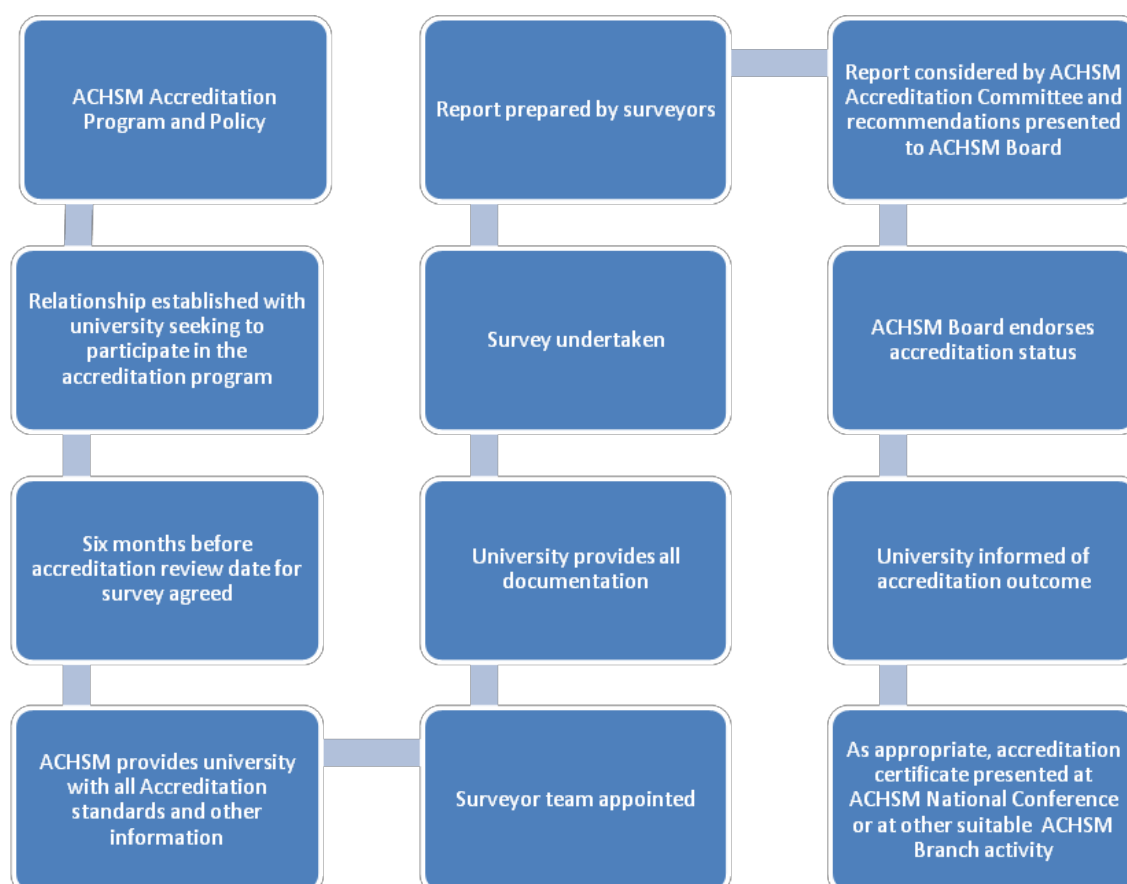 ACHSM Accreditation
Program and Policy
Relationship established with
university seeking to
participate in the
accreditation program
Six months before
accreditation review date for
survey agreed
ACHSM provides university
with all Accreditation
standards and other
information
Surveyor team appointed
University provides all
documentation
Survey undertaken
Report prepared by surveyors
Report considered by ACHSM
Accreditation Committee and
recommendations presented
to ACHSM Board
ACHSM Board endorses
accreditation status
University informed of
accreditation outcome
As appropriate, accreditation
certificate presented at
ACHSM National Conference
or at other suitable ACHSM
Branch activity